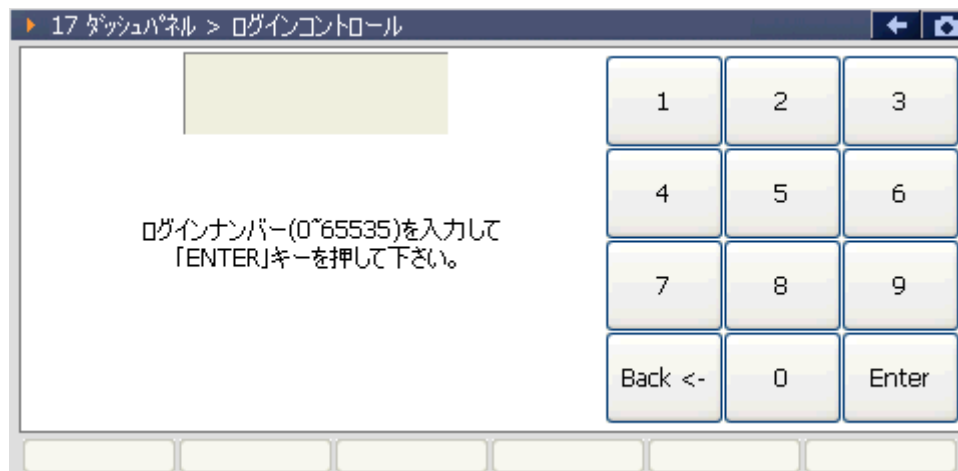 17 ﾀﾞｯｼｭﾊﾟﾈﾙ > ログインコントロール
1
2
3
4
5
6
ログインナンバー(0~65535)を入力して
「ENTER」キーを押して下さい。
7
8
9
Back <-
0
Enter